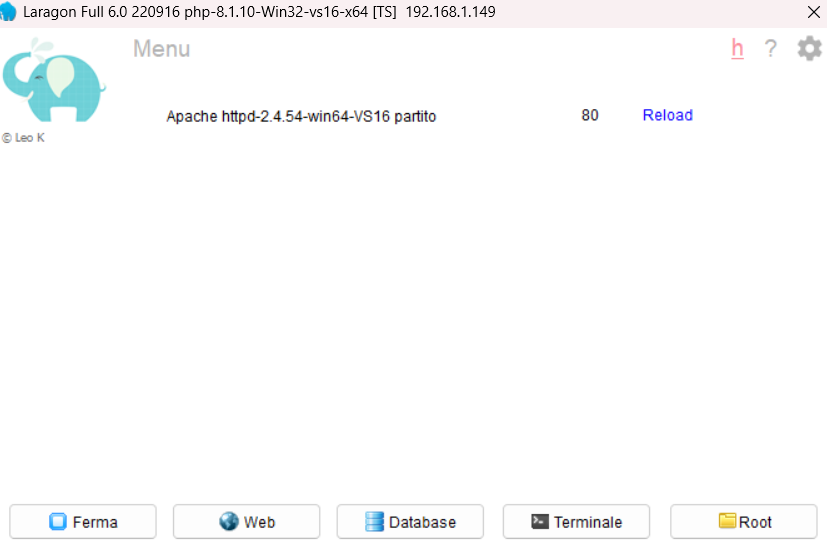 Laragon Full 6.0 220916 php-8.1.10-Win32-vs16-x64 [TS] 192.168.1.149
Menu h ?
Apache httpd-2.4.54-win64-VS16 partito 80 Reload
© Leo K
Ferma Web Database Terminale Root